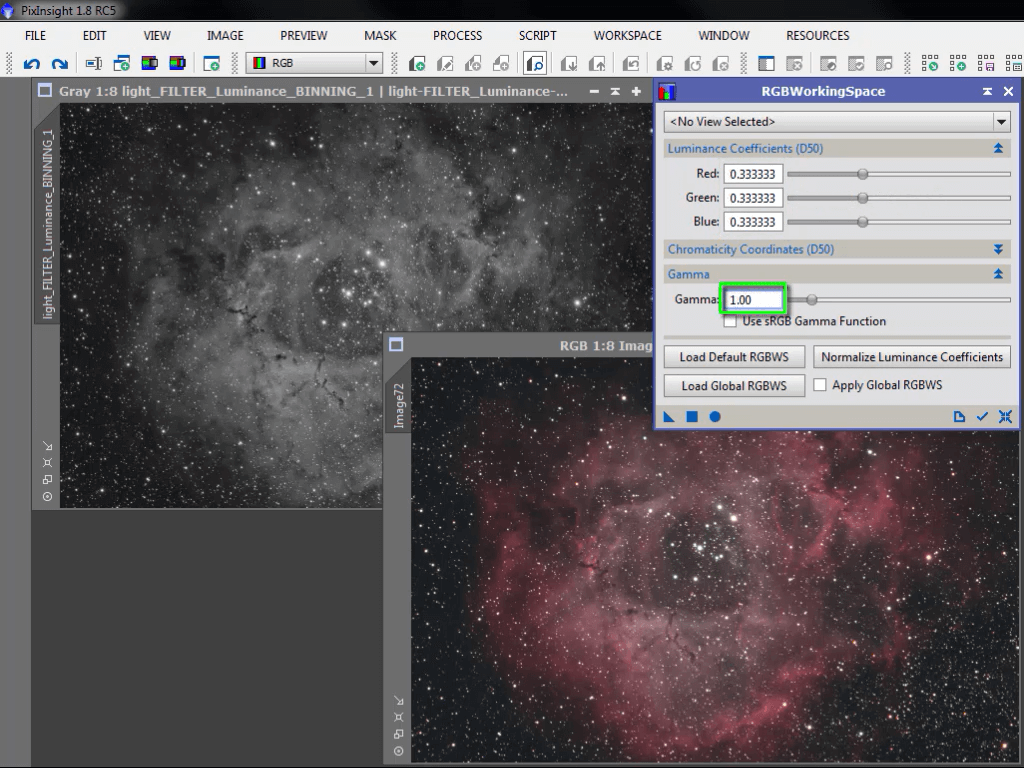 PixInsight 1.8 RC5
FILE EDIT VIEW IMAGE PREVIEW MASK PROCESS SCRIPT WORKSPACE WINDOW RESOURCES
RGB
Gray 1:8 light_FILTER_Luminance_BINNING_1 | light-FILTER_Luminance-...
light_FILTER_Luminance_BINNING_1
RGBWorkingSpace
<No View Selected>
Luminance Coefficients (D50)
Red: 0.333333
Green: 0.333333
Blue: 0.333333
Chromaticity Coordinates (D50)
Gamma
Gamma: 1.00
Use sRGB Gamma Function
Load Default RGBWS Normalize Luminance Coefficients
Load Global RGBWS Apply Global RGBWS
RGB 1:8 Imag
Image72